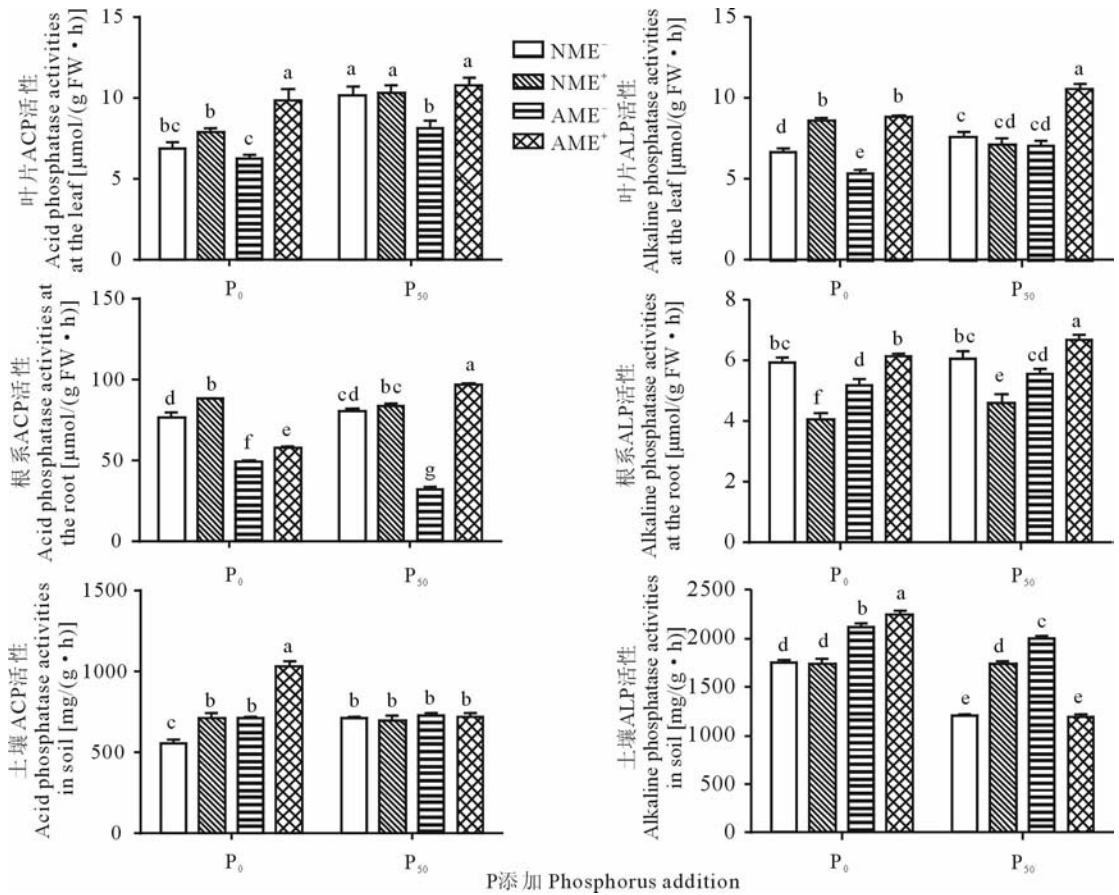 叶片ACP活性
Acid phosphatase activities
at the leaf [μmol/(g FW·h)]
15
10
5
0
bc
b
c
a
a
a
b
a
P₀
P₅₀
NME⁻
NME⁺
AME⁻
AME⁺
叶片ALP活性
Alkaline phosphatase activities
at the leaf [μmol/(g FW·h)]
15
10
5
0
d
b
e
b
c
cd
cd
a
P₀
P₅₀
根系ACP活性
Acid phosphatase activities at
the root [μmol/(g FW·h)]
150
100
50
0
d
b
f
e
cd
bc
g
a
P₀
P₅₀
根系ALP活性
Alkaline phosphatase activities
at the root [μmol/(g FW·h)]
8
6
4
2
0
bc
f
d
b
bc
e
cd
a
P₀
P₅₀
土壤ACP活性
Acid phosphatase activities
in soil [mg/(g·h)]
1500
1000
500
0
c
b
b
a
b
b
b
b
P₀
P₅₀
土壤ALP活性
Alkaline phosphatase activities
in soil [mg/(g·h)]
2500
2000
1500
1000
500
0
d
d
b
a
e
d
c
e
P₀
P₅₀
P添加 Phosphorus addition